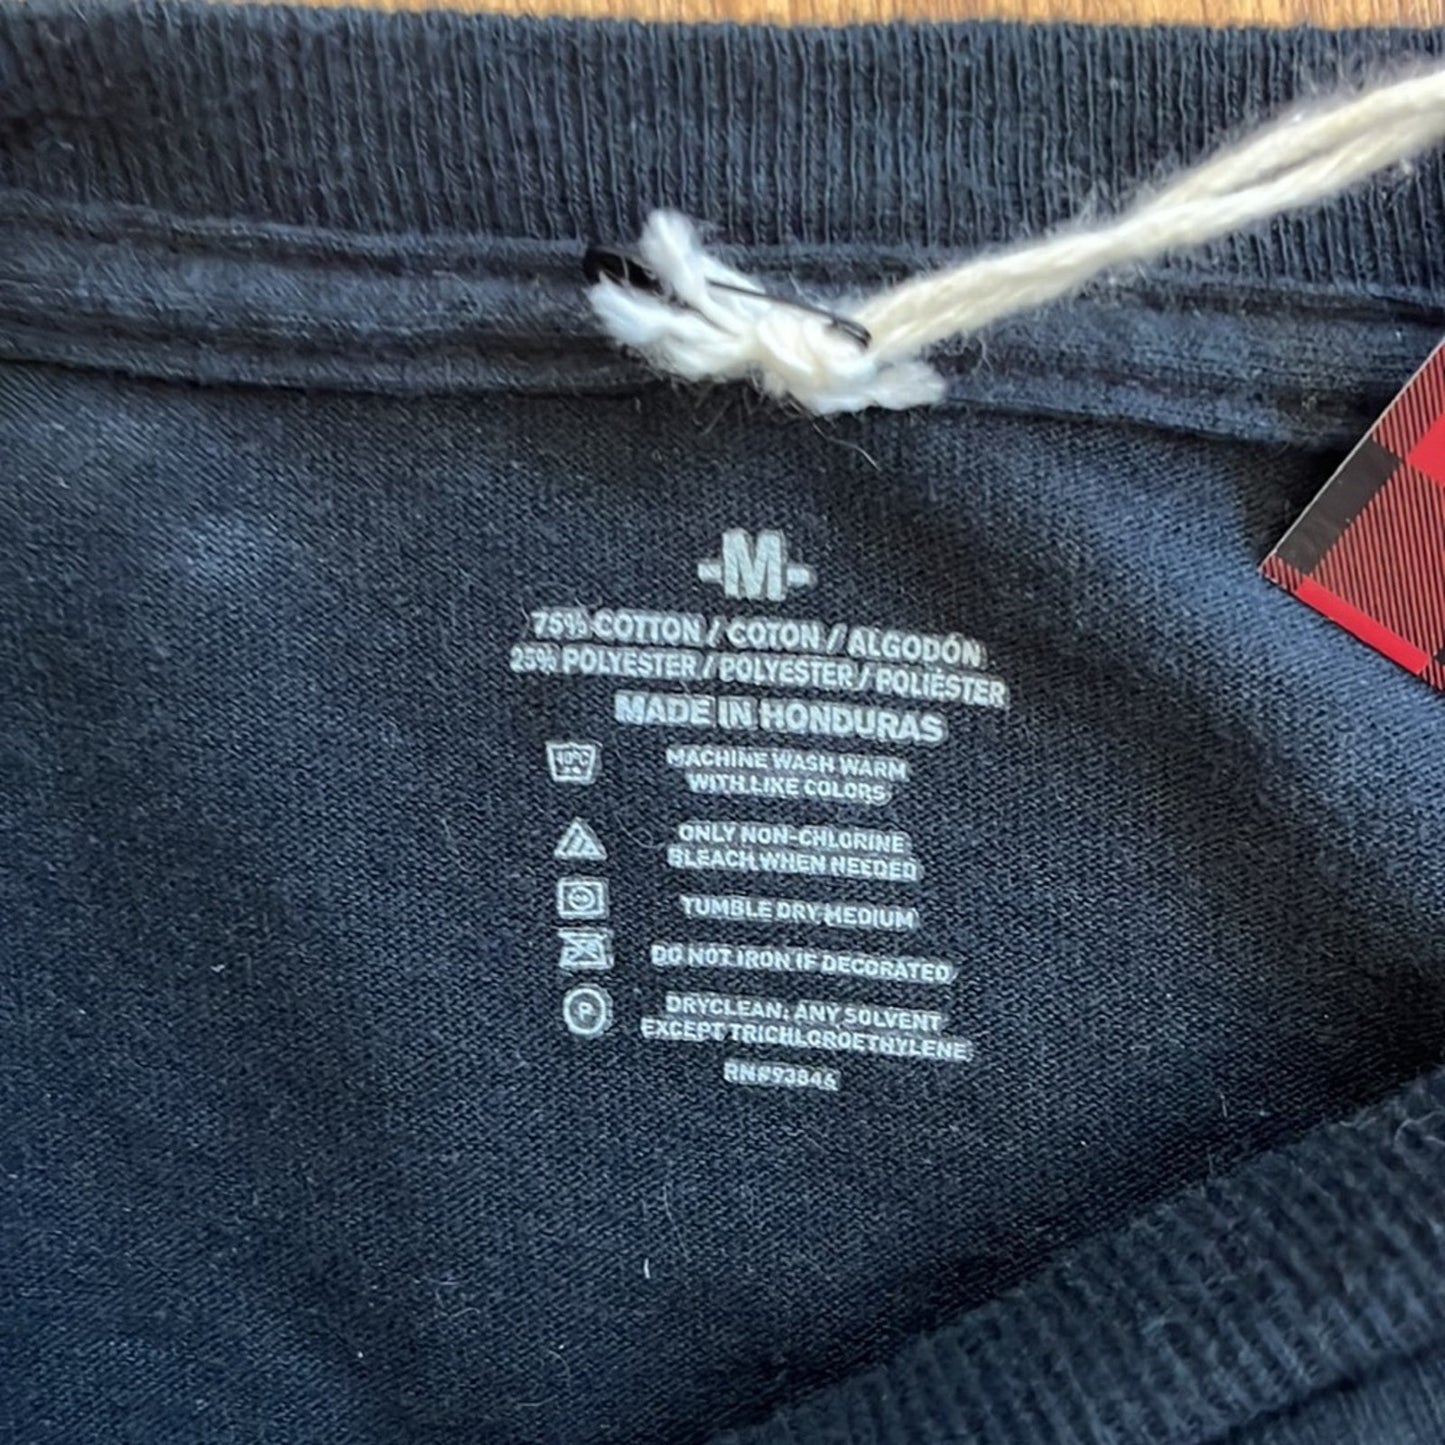 -M-
75% COTTON / COTON / ALGODÓN
25% POLYESTER / POLYESTER / POLIÉSTER
MADE IN HONDURAS
40°C
MACHINE WASH WARM
WITH LIKE COLORS
ONLY NON-CHLORINE
BLEACH WHEN NEEDED
TUMBLE DRY MEDIUM
DO NOT IRON IF DECORATED
P
DRYCLEAN: ANY SOLVENT
EXCEPT TRICHLOROETHYLENE
RN#93846